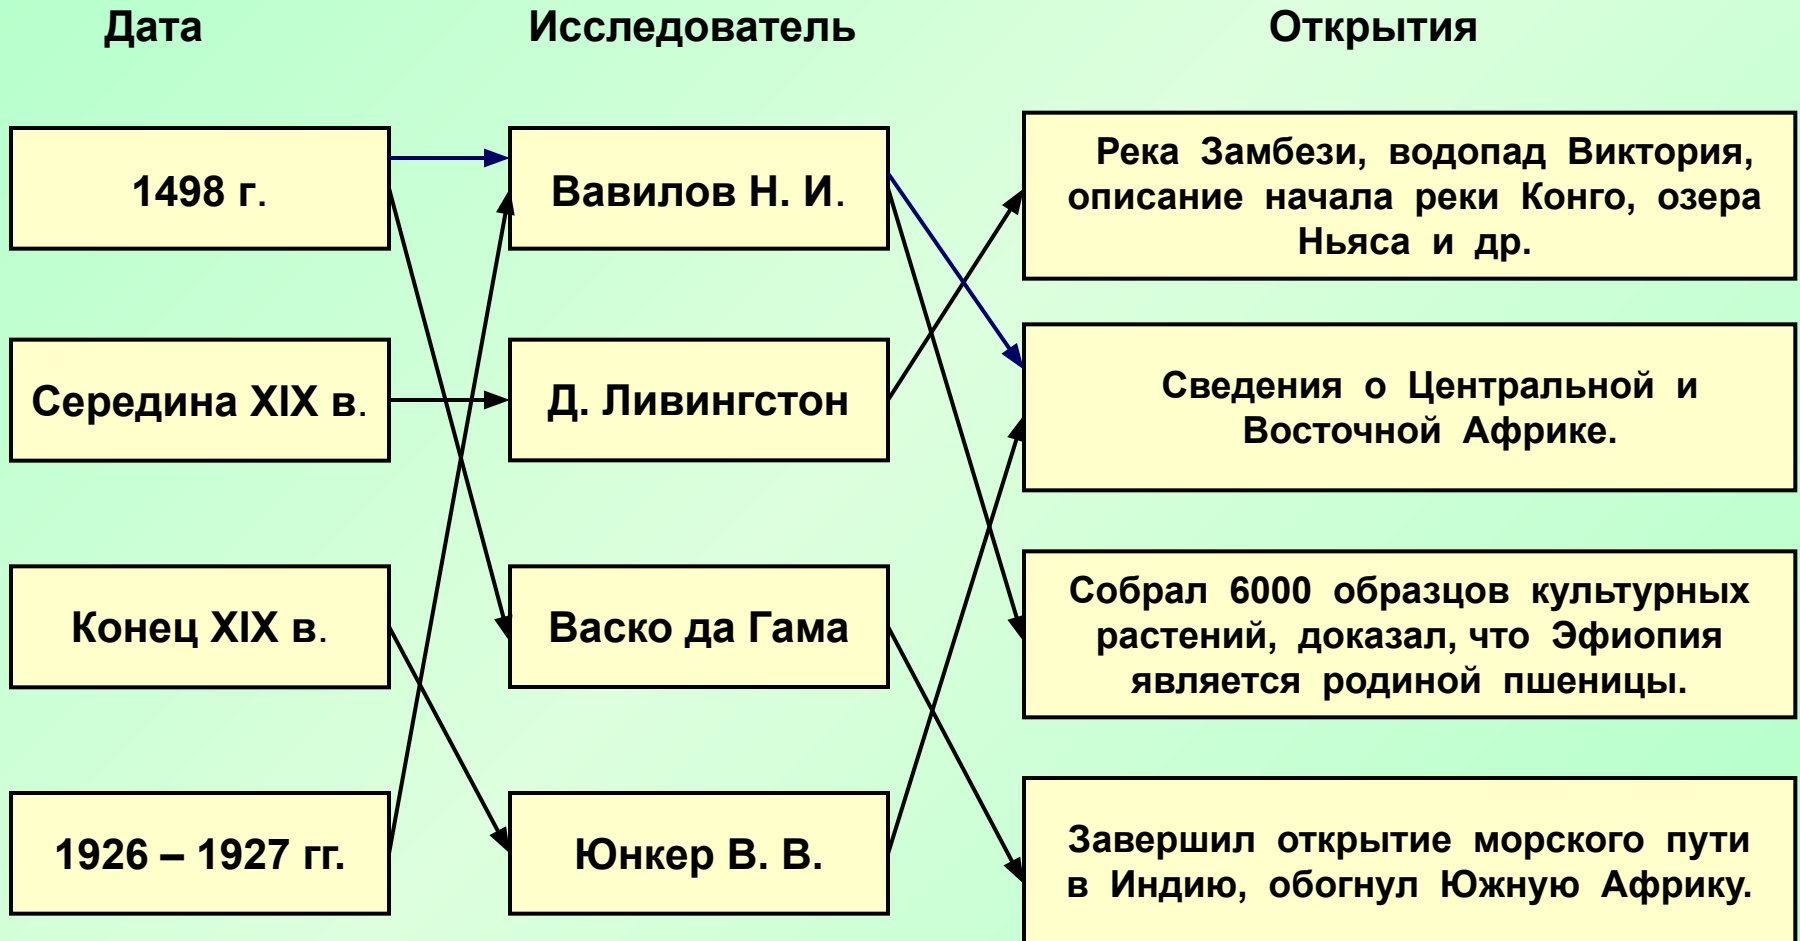 Дата Исследователь Открытия
1498 г.
Вавилов Н. И.
Река Замбези, водопад Виктория,
описание начала реки Конго, озера
Ньяса и др.
Середина XIX в.
Д. Ливингстон
Сведения о Центральной и
Восточной Африке.
Конец XIX в.
Васко да Гама
Собрал 6000 образцов культурных
растений, доказал, что Эфиопия
является родиной пшеницы.
1926 – 1927 гг.
Юнкер В. В.
Завершил открытие морского пути
в Индию, обогнул Южную Африку.